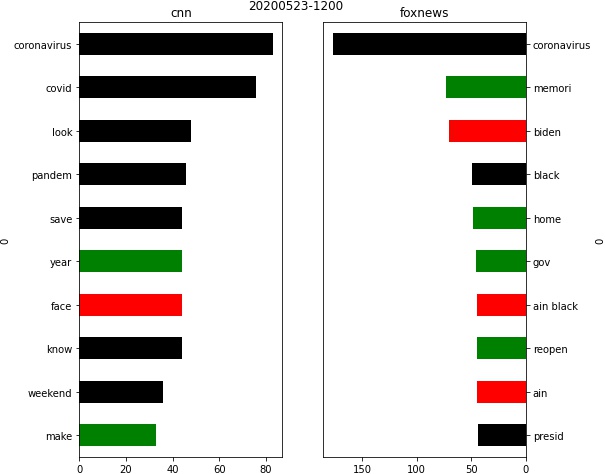 20200523-1200
cnn
foxnews
coronavirus
covid
look
pandem
save
year
face
know
weekend
make
0
0 20 40 60 80
coronavirus
memori
biden
black
home
gov
ain black
reopen
ain
presid
0
150 100 50 0